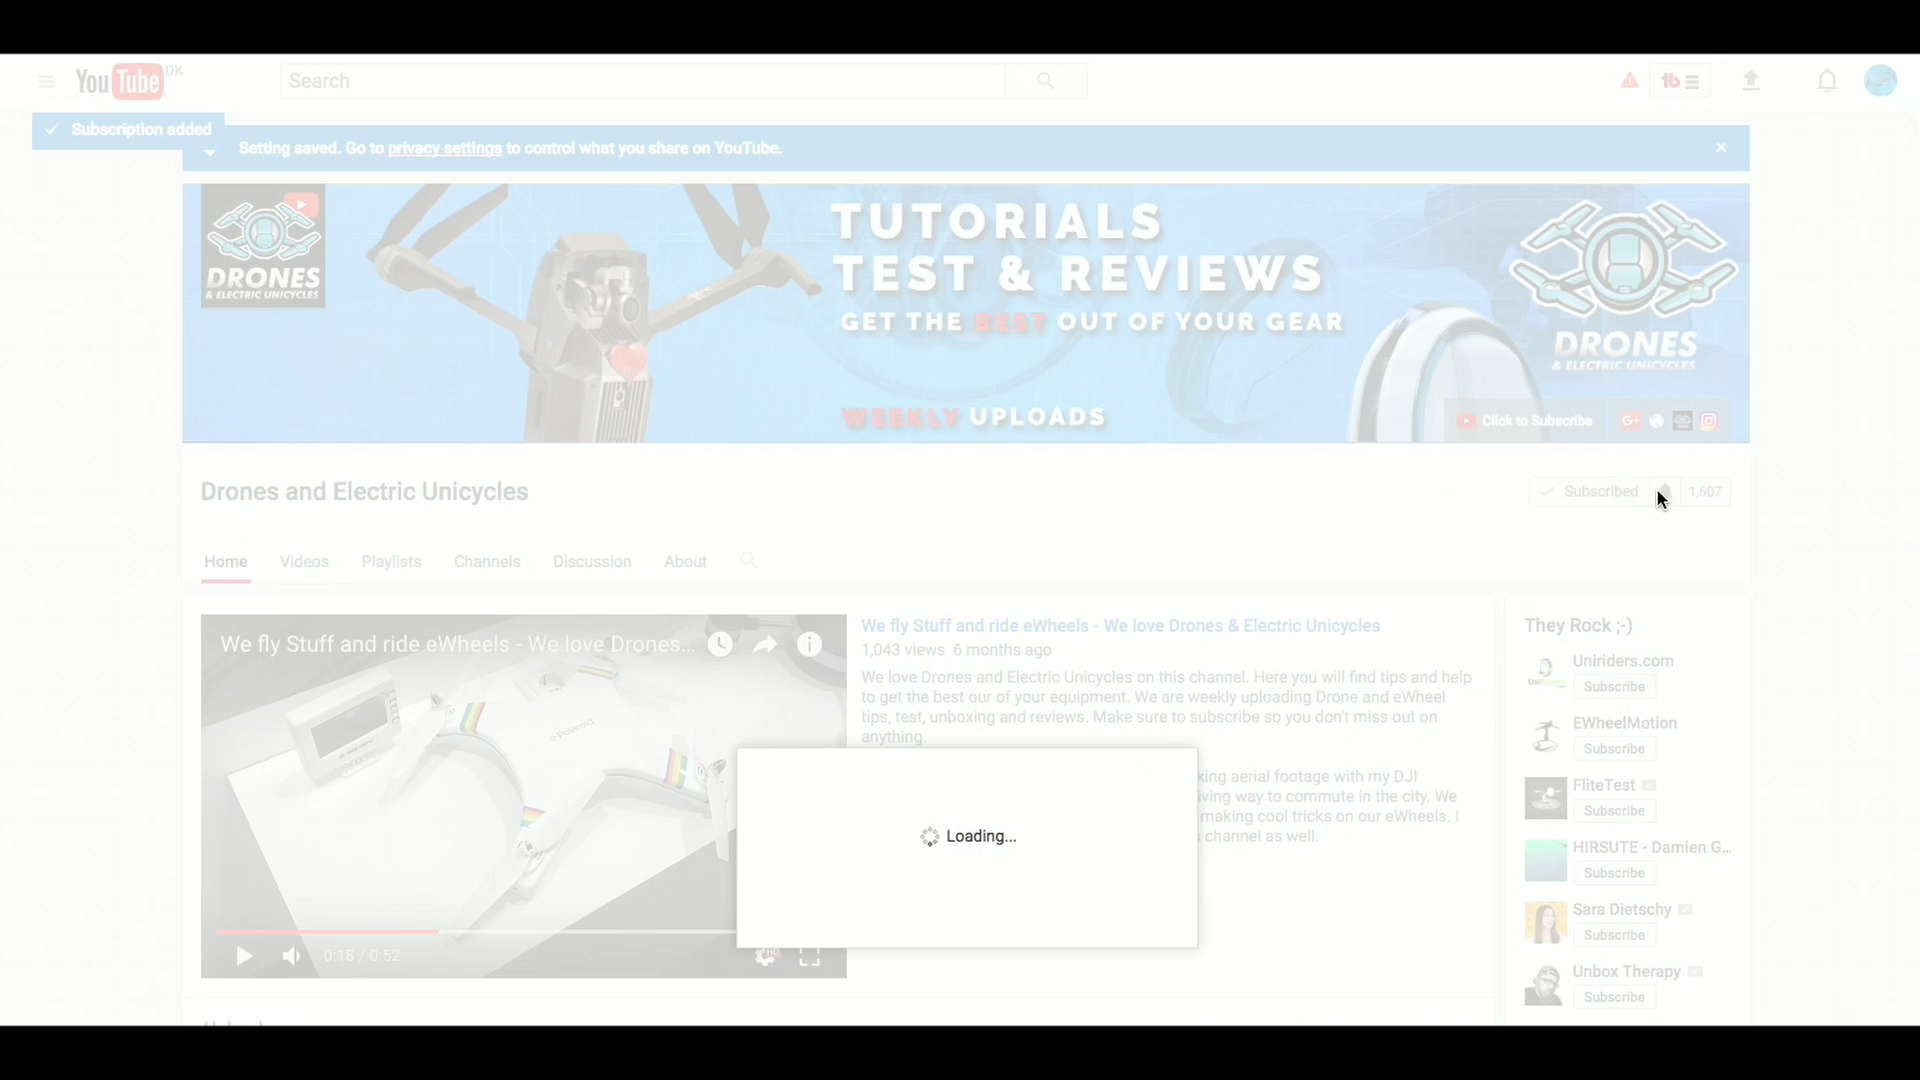 YouTube DK
Search
Subscription added
Setting saved. Go to privacy settings to control what you share on YouTube.
DRONES
& ELECTRIC UNICYCLES
TUTORIALS
TEST & REVIEWS
GET THE BEST OUT OF YOUR GEAR
WEEKLY UPLOADS
DRONES
& ELECTRIC UNICYCLES
Click to Subscribe
Drones and Electric Unicycles
Subscribed 1,607
Home Videos Playlists Channels Discussion About
We fly Stuff and ride eWheels - We love Drones...
Polaroid
0:18 / 0:52
HD
We fly Stuff and ride eWheels - We love Drones & Electric Unicycles
1,043 views 6 months ago
We love Drones and Electric Unicycles on this channel. Here you will find tips and help
to get the best our of your equipment. We are weekly uploading Drone and eWheel
tips, test, unboxing and reviews. Make sure to subscribe so you don't miss out on
anything.
king aerial footage with my DJI
iving way to commute in the city. We
making cool tricks on our eWheels. I
channel as well.
Loading...
They Rock ;-)
Uniriders.com
Subscribe
EWheelMotion
Subscribe
FliteTest
Subscribe
HIRSUTE - Damien G...
Subscribe
Sara Dietschy
Subscribe
Unbox Therapy
Subscribe